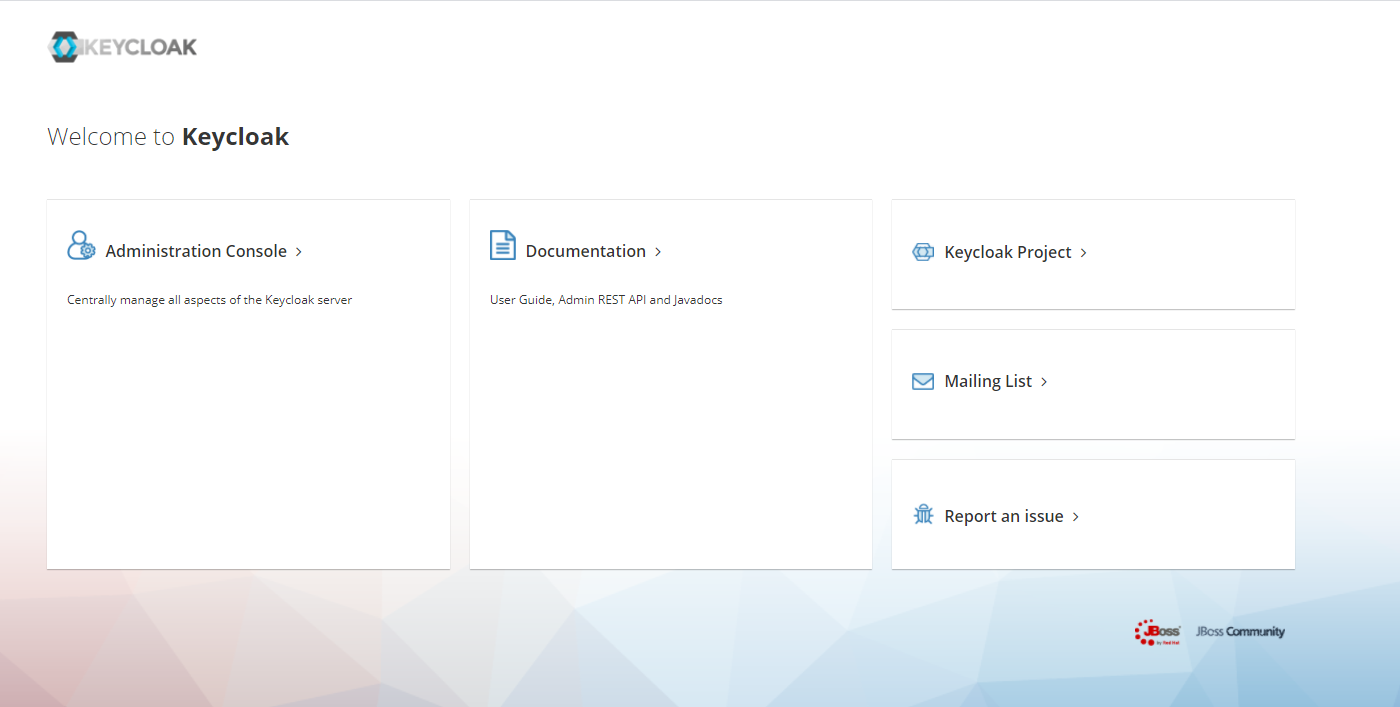 KEYCLOAK
Welcome to Keycloak
Administration Console
Centrally manage all aspects of the Keycloak server
Documentation
User Guide, Admin REST API and Javadocs
Keycloak Project
Mailing List
Report an issue
JBoss
by Red Hat
JBoss Community